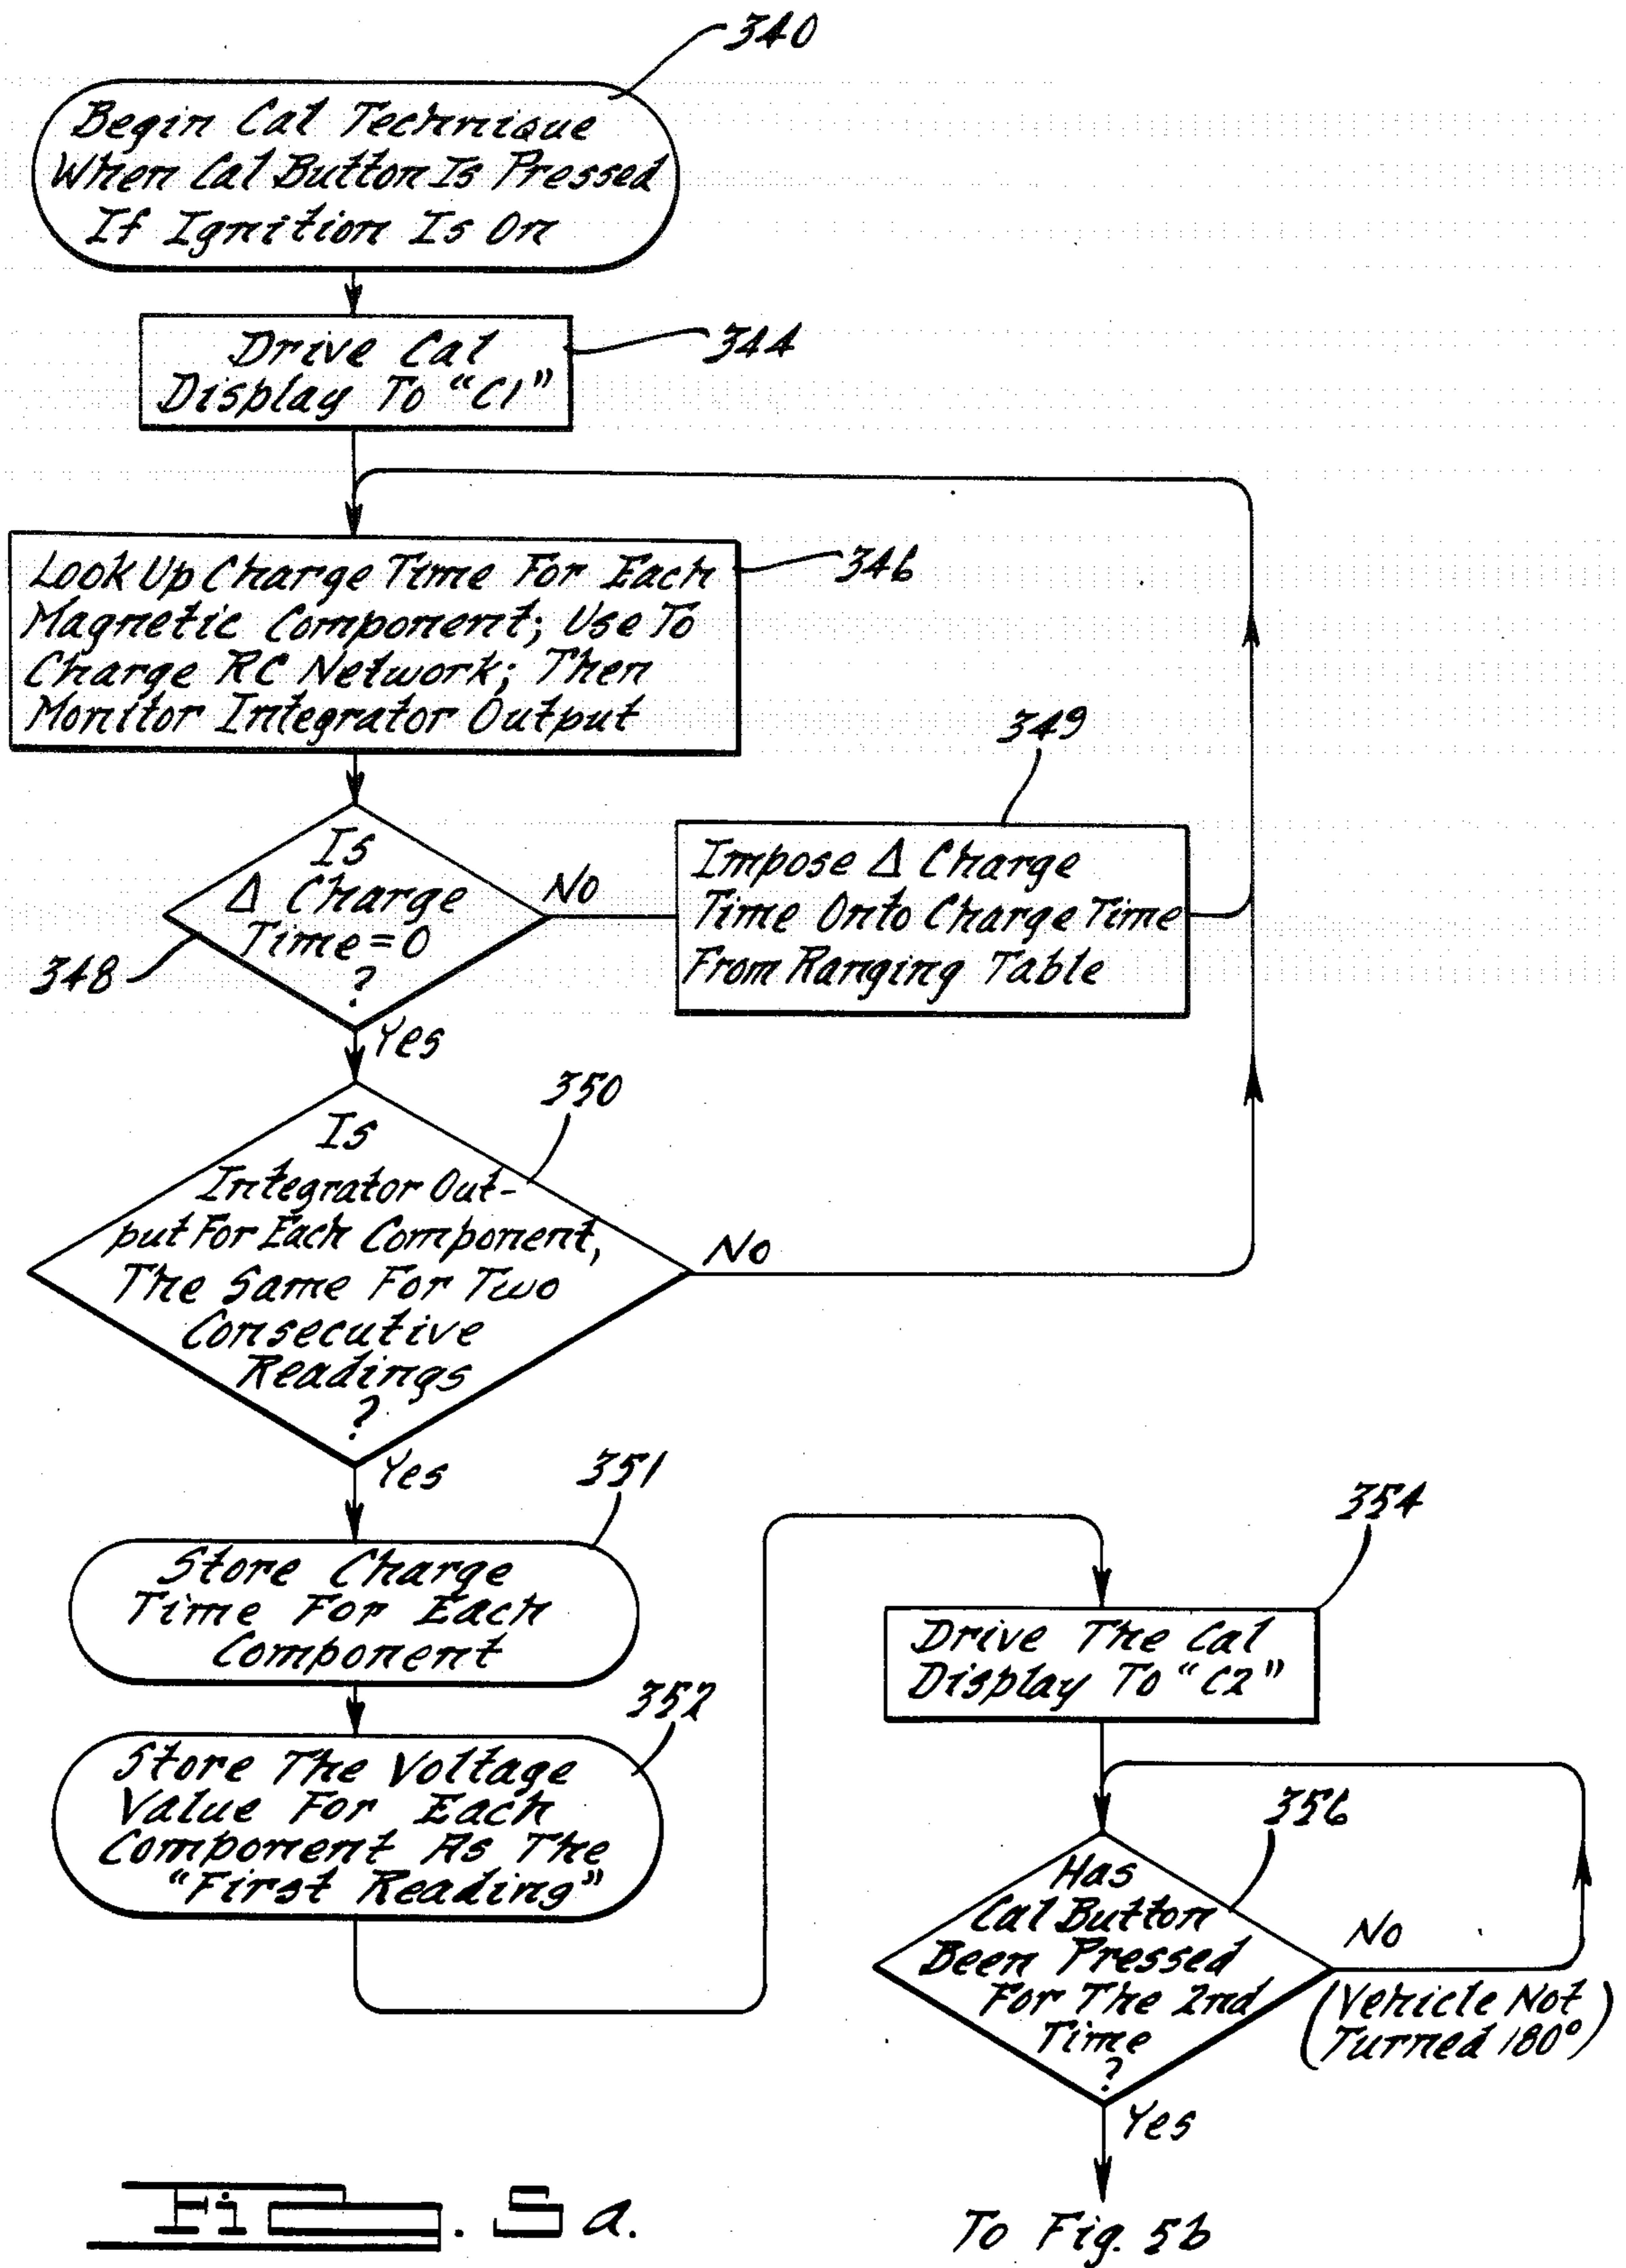 340
Begin Cal Technique
When Cal Button Is Pressed
If Ignition Is On
344
Drive Cal
Display To "C1"
346
Look Up Charge Time For Each
Magnetic Component; Use To
Charge RC Network; Then
Monitor Integrator Output
349
Is
Δ Charge
Time=0
?
348
No
Impose Δ Charge
Time Onto Charge Time
From Ranging Table
Yes
350
Is
Integrator Out-
put For Each Component,
The Same For Two
Consecutive
Readings
?
No
Yes
351
Store Charge
Time For Each
Component
352
Store The Voltage
Value For Each
Component As The
"First Reading"
354
Drive The Cal
Display To "C2"
356
Has
Cal Button
Been Pressed
For The 2nd
Time
?
No
(Vehicle Not
Turned 180°)
Yes
To Fig. 5b
Fig. 5a.